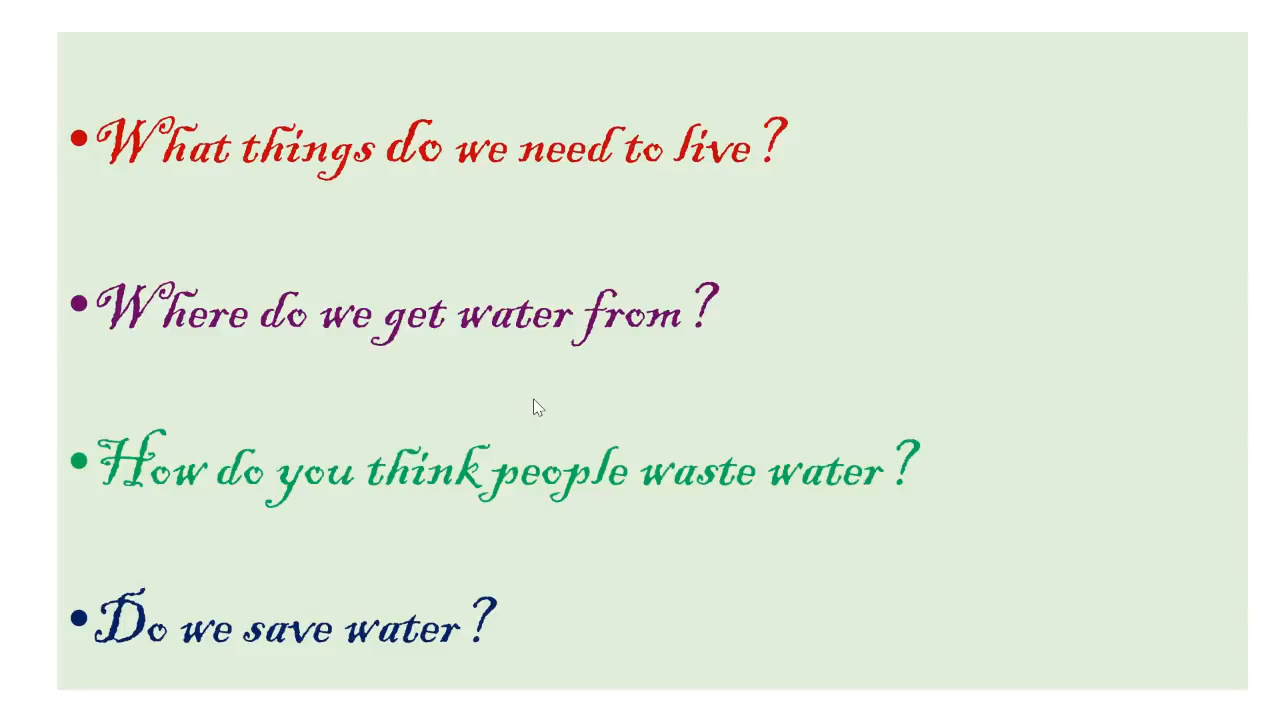 •What things do we need to live?
•Where do we get water from?
•How do you think people waste water?
•Do we save water?